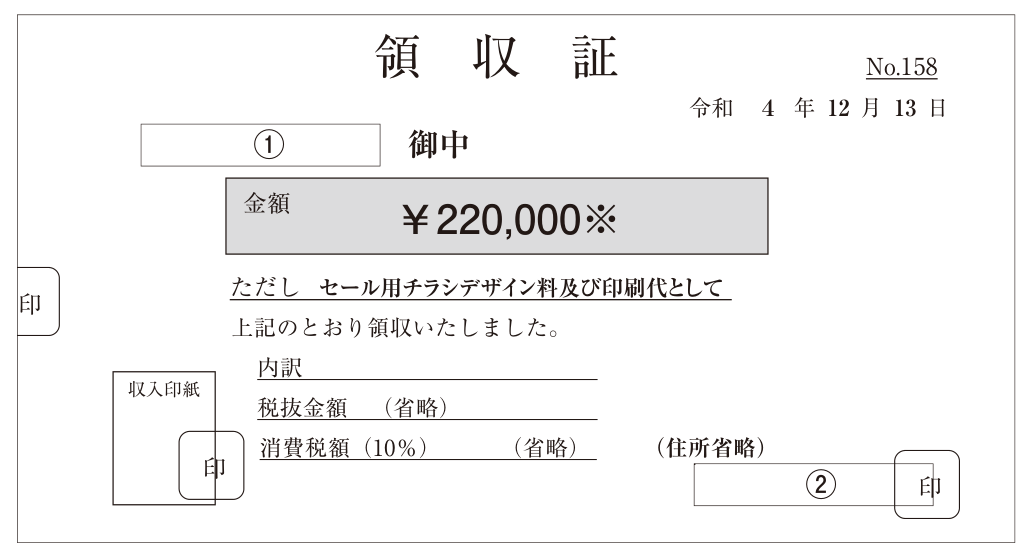 領 収 証
No.158
令和 4 年 12 月 13 日
① 御中
金額 ￥220,000※
ただし セール用チラシデザイン料及び印刷代として
印
上記のとおり領収いたしました。
内訳
収入印紙
税抜金額 （省略）
消費税額（10％） （省略） （住所省略）
印
② 印